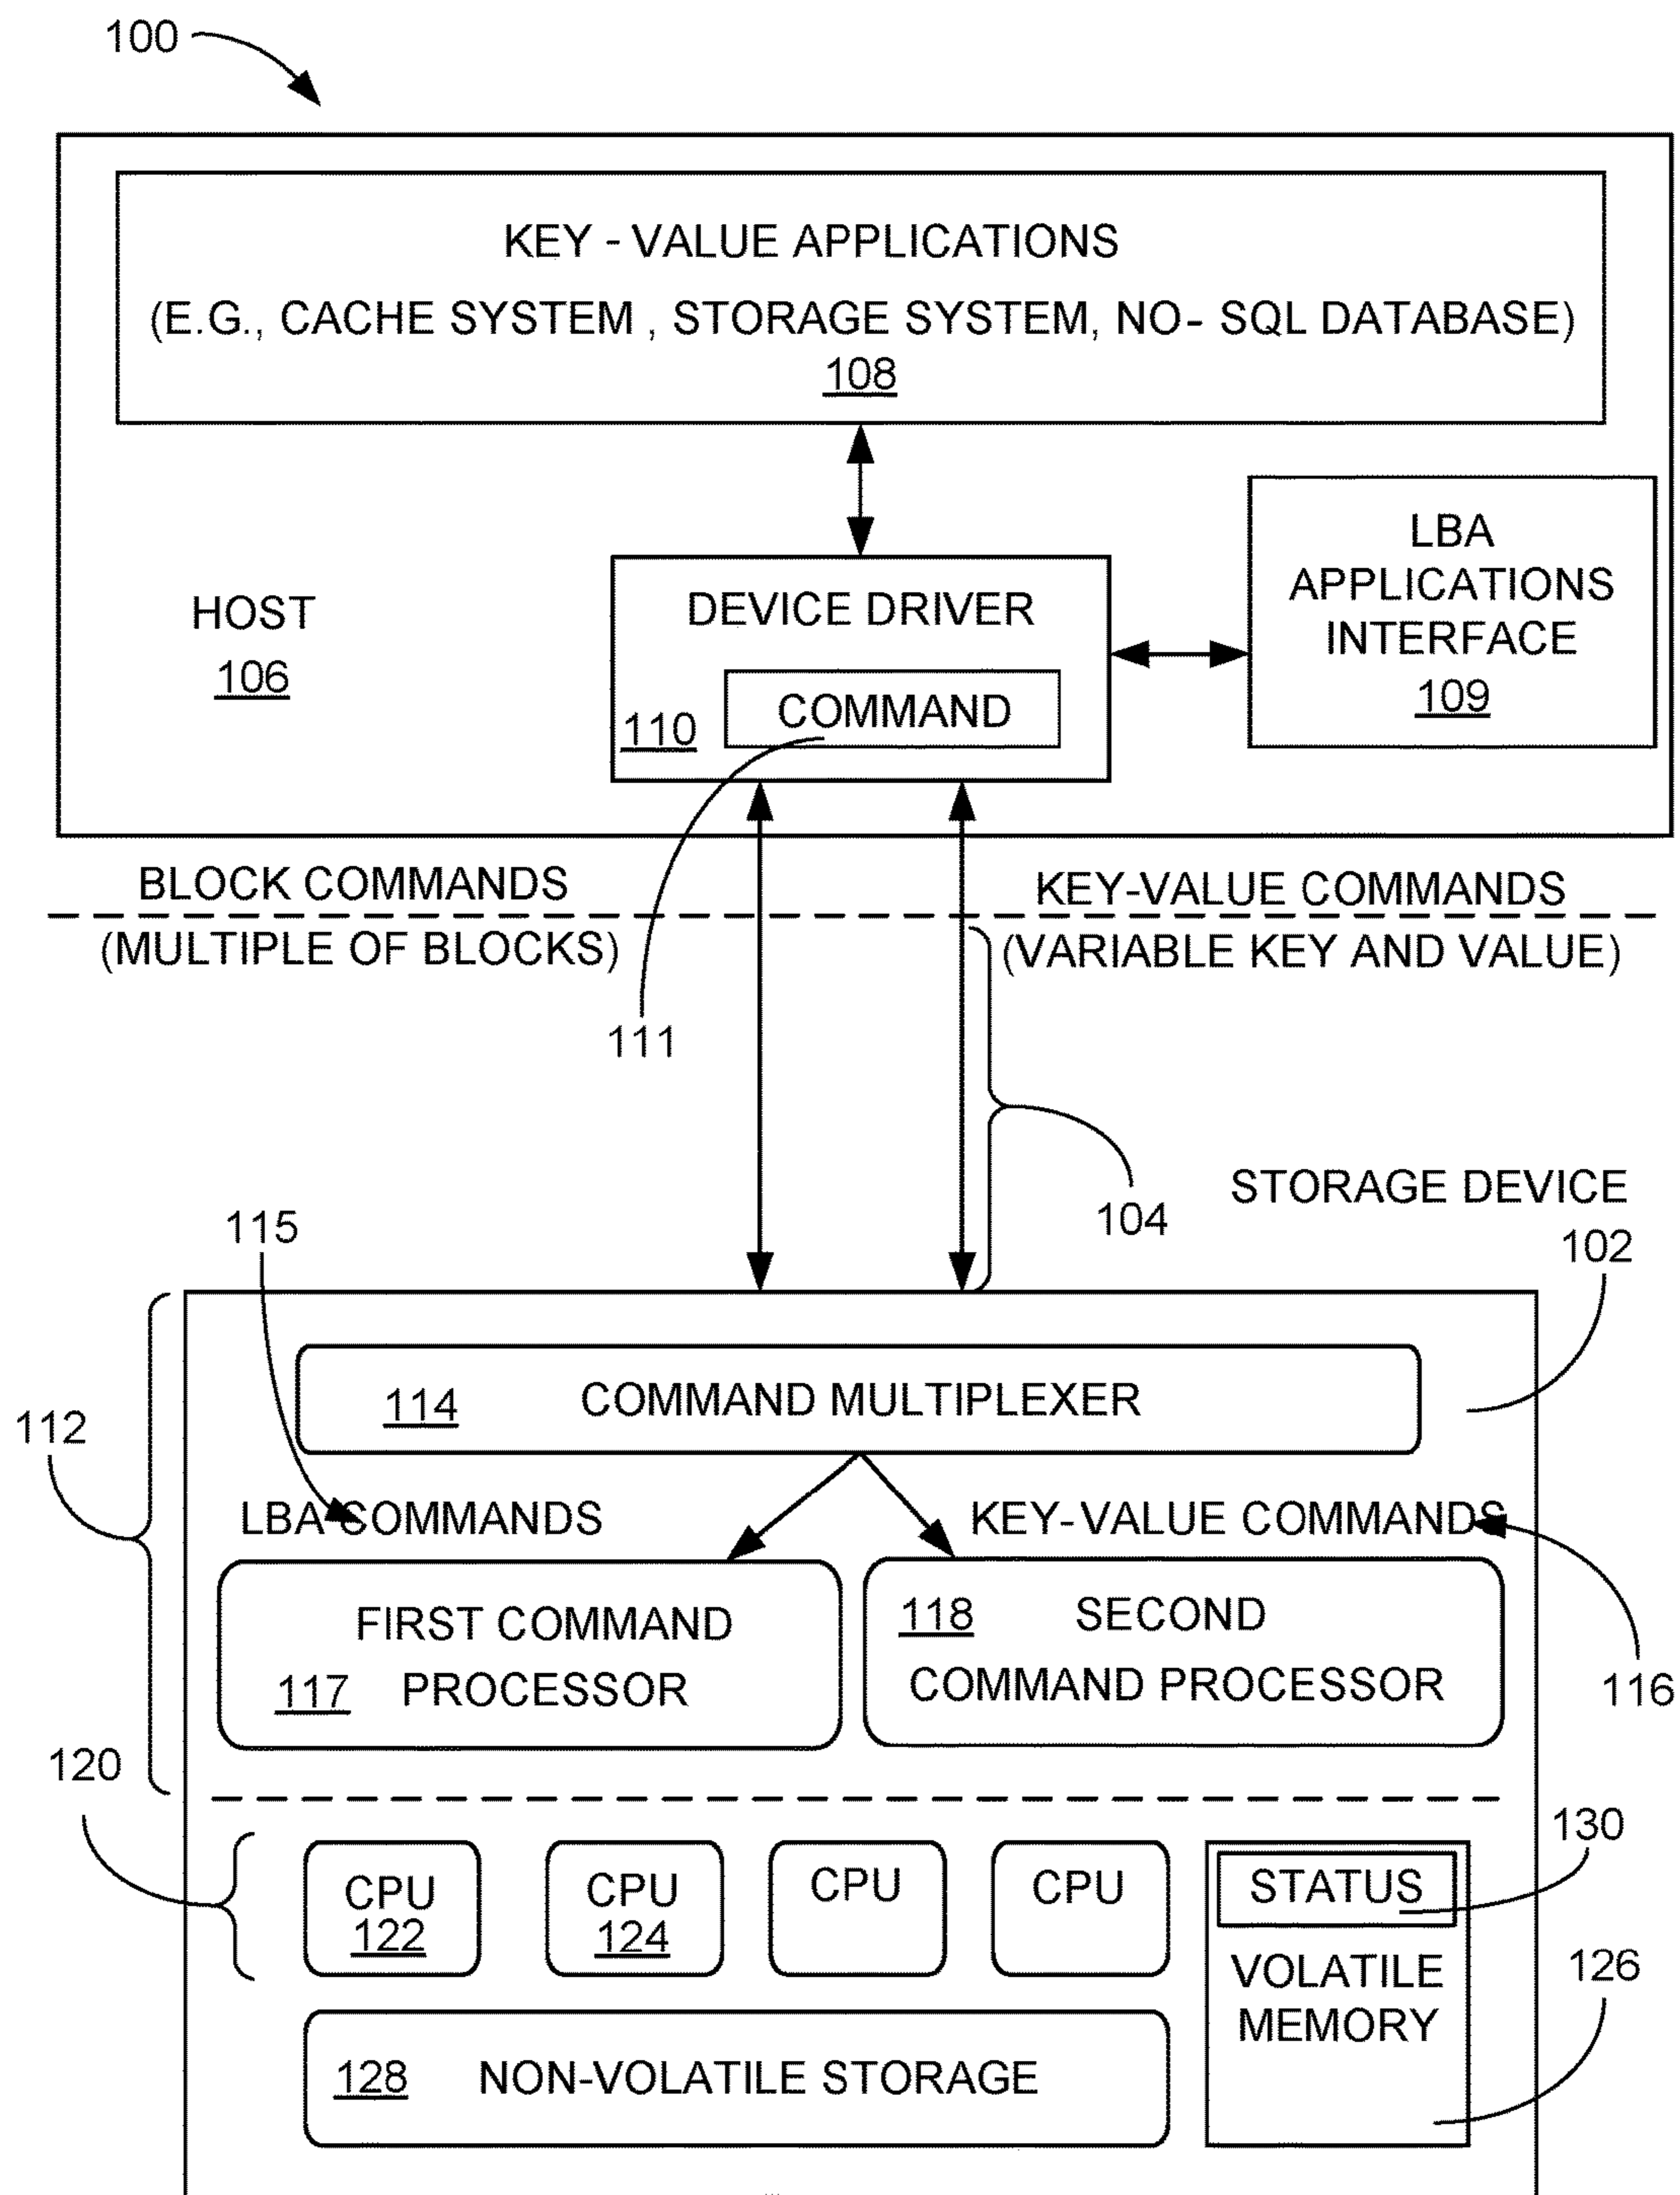 100
KEY - VALUE APPLICATIONS
(E.G., CACHE SYSTEM , STORAGE SYSTEM, NO- SQL DATABASE)
108
HOST
106
DEVICE DRIVER
COMMAND
110
LBA
APPLICATIONS
INTERFACE
109
BLOCK COMMANDS
(MULTIPLE OF BLOCKS)
KEY-VALUE COMMANDS
(VARIABLE KEY AND VALUE)
111
104
STORAGE DEVICE
102
115
112
114 COMMAND MULTIPLEXER
LBA COMMANDS
KEY-VALUE COMMANDS
FIRST COMMAND
117 PROCESSOR
118 SECOND
COMMAND PROCESSOR
116
120
CPU
122
CPU
124
CPU
CPU
STATUS
130
VOLATILE
MEMORY
126
128 NON-VOLATILE STORAGE